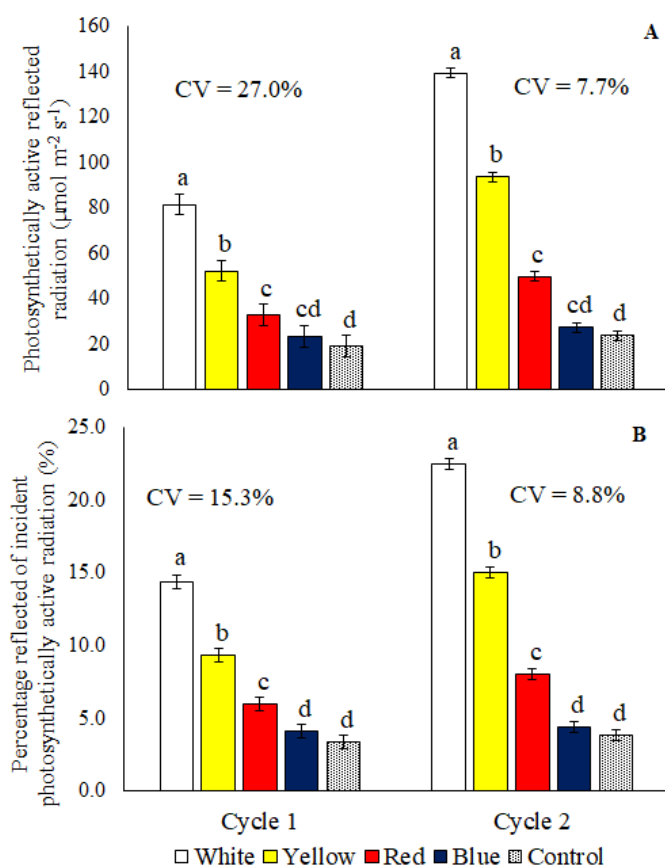 Photosynthetically active reflected
radiation (µmol m⁻² s⁻¹)
160
140
120
100
80
60
40
20
0
A
CV = 27.0%
CV = 7.7%
a
b
c
cd
d
a
b
c
cd
d
Percentage reflected of incident
photosynthetically active radiation (%)
25.0
20.0
15.0
10.0
5.0
0.0
B
CV = 15.3%
CV = 8.8%
a
b
c
d
d
a
b
c
d
d
Cycle 1
Cycle 2
White Yellow Red Blue Control